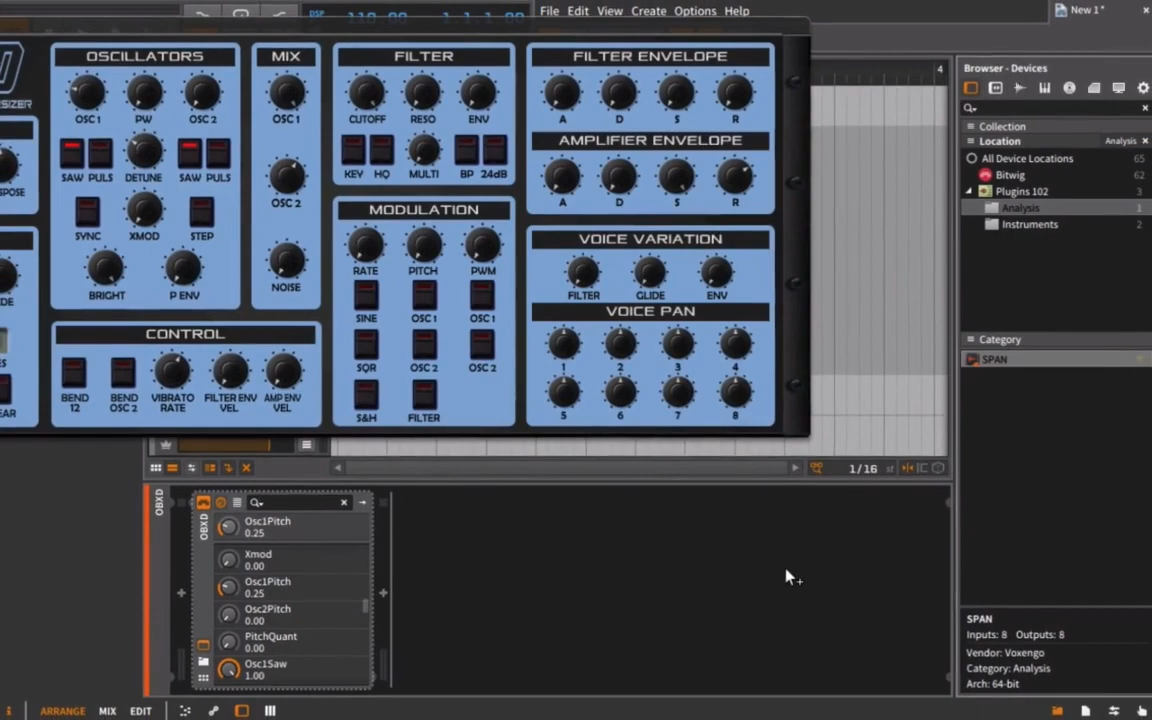 DSP
File Edit View Create Options Help
New 1*
OSCILLATORS
OSC 1 PW OSC 2
SAW PULS DETUNE SAW PULS
SYNC XMOD STEP
BRIGHT P ENV
MIX
OSC 1
OSC 2
NOISE
CONTROL
BEND 12
BEND OSC 2
VIBRATO RATE
FILTER ENV VEL
AMP ENV VEL
FILTER
CUTOFF RESO ENV
KEY HQ MULTI BP 24dB
MODULATION
RATE PITCH PWM
SINE OSC 1 OSC 1
SQR OSC 2 OSC 2
S&H FILTER
FILTER ENVELOPE
A D S R
AMPLIFIER ENVELOPE
A D S R
VOICE VARIATION
FILTER GLIDE ENV
VOICE PAN
1 2 3 4
5 6 7 8
4
1/16 st
Browser - Devices
Collection
Location Analysis
All Device Locations 65
Bitwig 62
Plugins 102 3
Analysis 1
Instruments 2
Category
SPAN
SPAN
Inputs: 8 Outputs: 8
Vendor: Voxengo
Category: Analysis
Arch: 64-bit
OBXD
OBXD
Osc1Pitch
0.25
Xmod
0.00
Osc1Pitch
0.25
Osc2Pitch
0.00
PitchQuant
0.00
Osc1Saw
1.00
i ARRANGE MIX EDIT